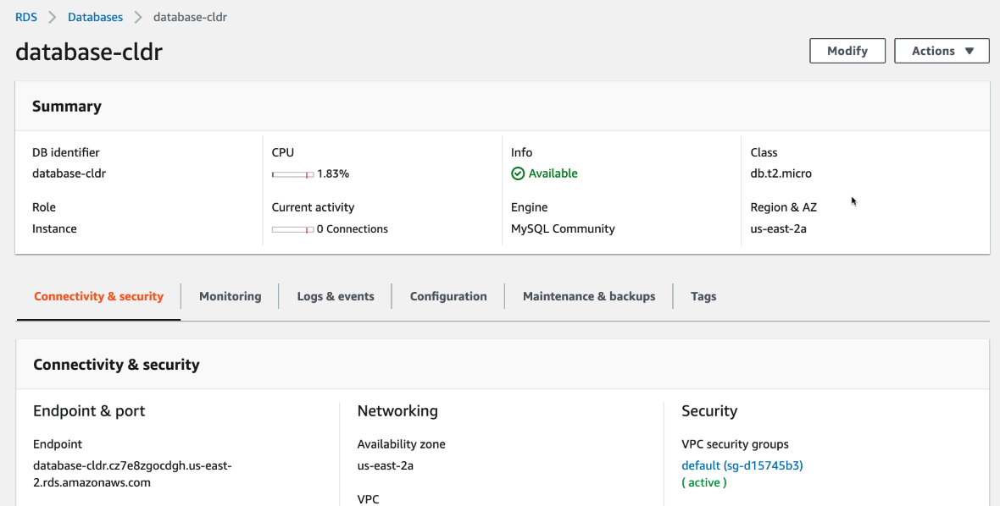 RDS > Databases > database-cldr
database-cldr
Modify
Actions ▼
Summary
DB identifier
database-cldr
CPU
1.83%
Info
Available
Class
db.t2.micro
Role
Instance
Current activity
0 Connections
Engine
MySQL Community
Region & AZ
us-east-2a
Connectivity & security
Monitoring
Logs & events
Configuration
Maintenance & backups
Tags
Connectivity & security
Endpoint & port
Endpoint
database-cldr.cz7e8zgocdgh.us-east-
2.rds.amazonaws.com
Networking
Availability zone
us-east-2a
VPC
Security
VPC security groups
default (sg-d15745b3)
( active )